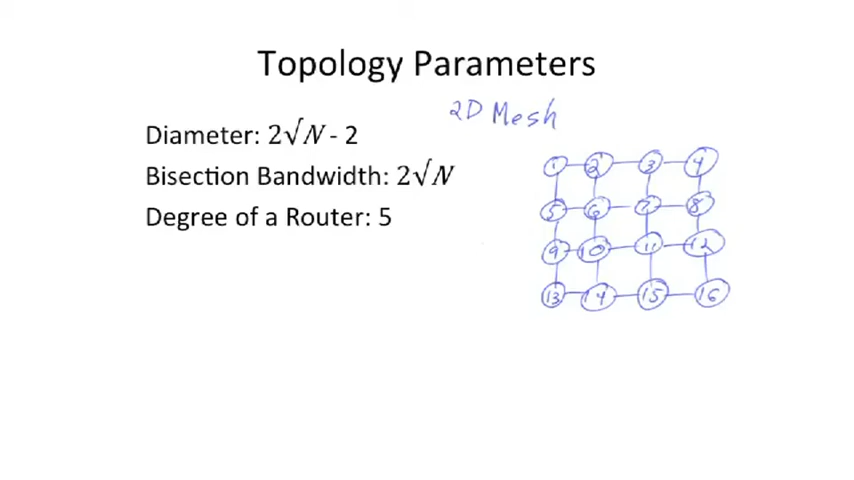 Topology Parameters
2D Mesh
Diameter: 2√N - 2
Bisection Bandwidth: 2√N
Degree of a Router: 5
1 2 3 4
5 6 7 8
9 10 11 12
13 14 15 16